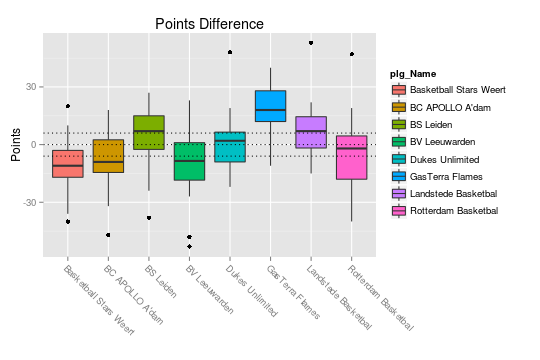 Points Difference
Points
30
0
-30
Basketball Stars Weert
BC APOLLO A'dam
BS Leiden
BV Leeuwarden
Dukes Unlimited
GasTerra Flames
Landstede Basketbal
Rotterdam Basketbal
plg_Name
Basketball Stars Weert
BC APOLLO A'dam
BS Leiden
BV Leeuwarden
Dukes Unlimited
GasTerra Flames
Landstede Basketbal
Rotterdam Basketbal